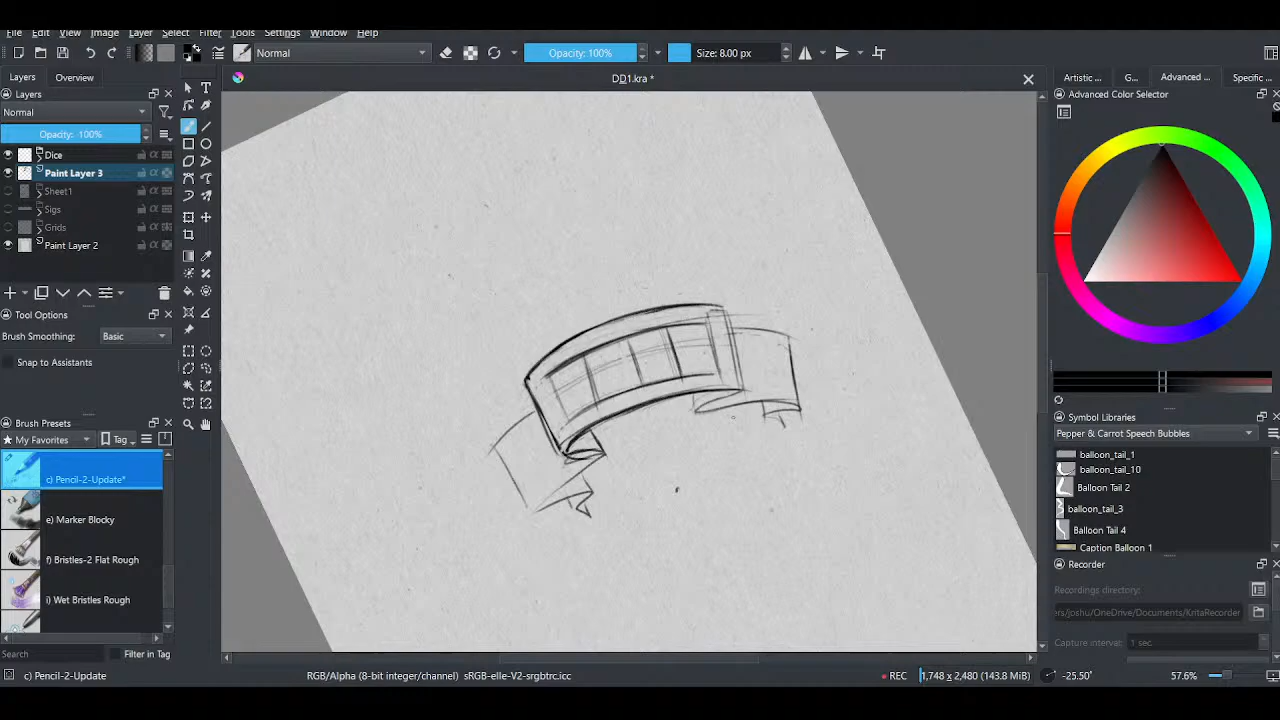 File Edit View Image Layer Select Filter Tools Settings Window Help
Normal Opacity: 100% Size: 8.00 px
Layers Overview DD1.kra * Artistic ... G... Advanced ... Specific ...
Layers Advanced Color Selector
Normal
Opacity: 100%
Dice
Paint Layer 3
Sheet1
Sigs
Grids
Paint Layer 2
Tool Options
Brush Smoothing: Basic
Snap to Assistants
Brush Presets
My Favorites Tag
c) Pencil-2-Update*
e) Marker Blocky
f) Bristles-2 Flat Rough
i) Wet Bristles Rough
Search Filter in Tag
Symbol Libraries
Pepper & Carrot Speech Bubbles
balloon_tail_1
balloon_tail_10
Balloon Tail 2
balloon_tail_3
Balloon Tail 4
Caption Balloon 1
Recorder
Recordings directory:
ers/joshu/OneDrive/Documents/KritaRecorder
Capture interval: 1 sec
c) Pencil-2-Update RGB/Alpha (8-bit integer/channel) sRGB-elle-V2-srgbtrc.icc REC 1,748 x 2,480 (143.8 MiB) -25.50° 57.6%